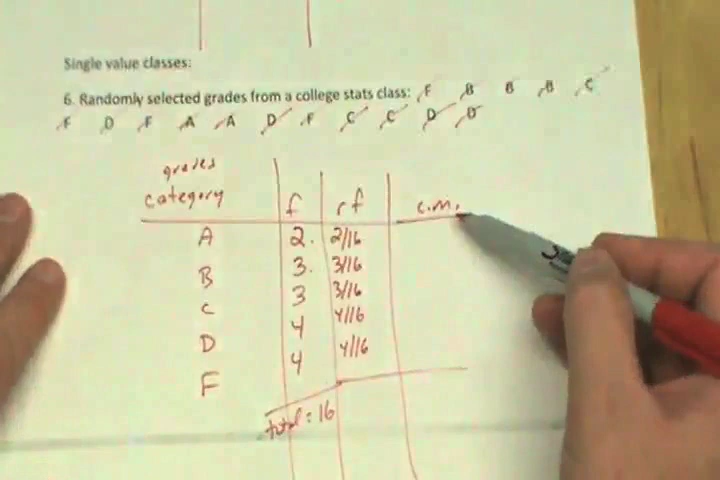 Single value classes:
6. Randomly selected grades from a college stats class: F B B B C
F D F A A D F C C D D
grades
category f rf c.m.
A 2. 2/16
B 3. 3/16
C 3 3/16
D 4 4/16
F 4 4/16
total: 16